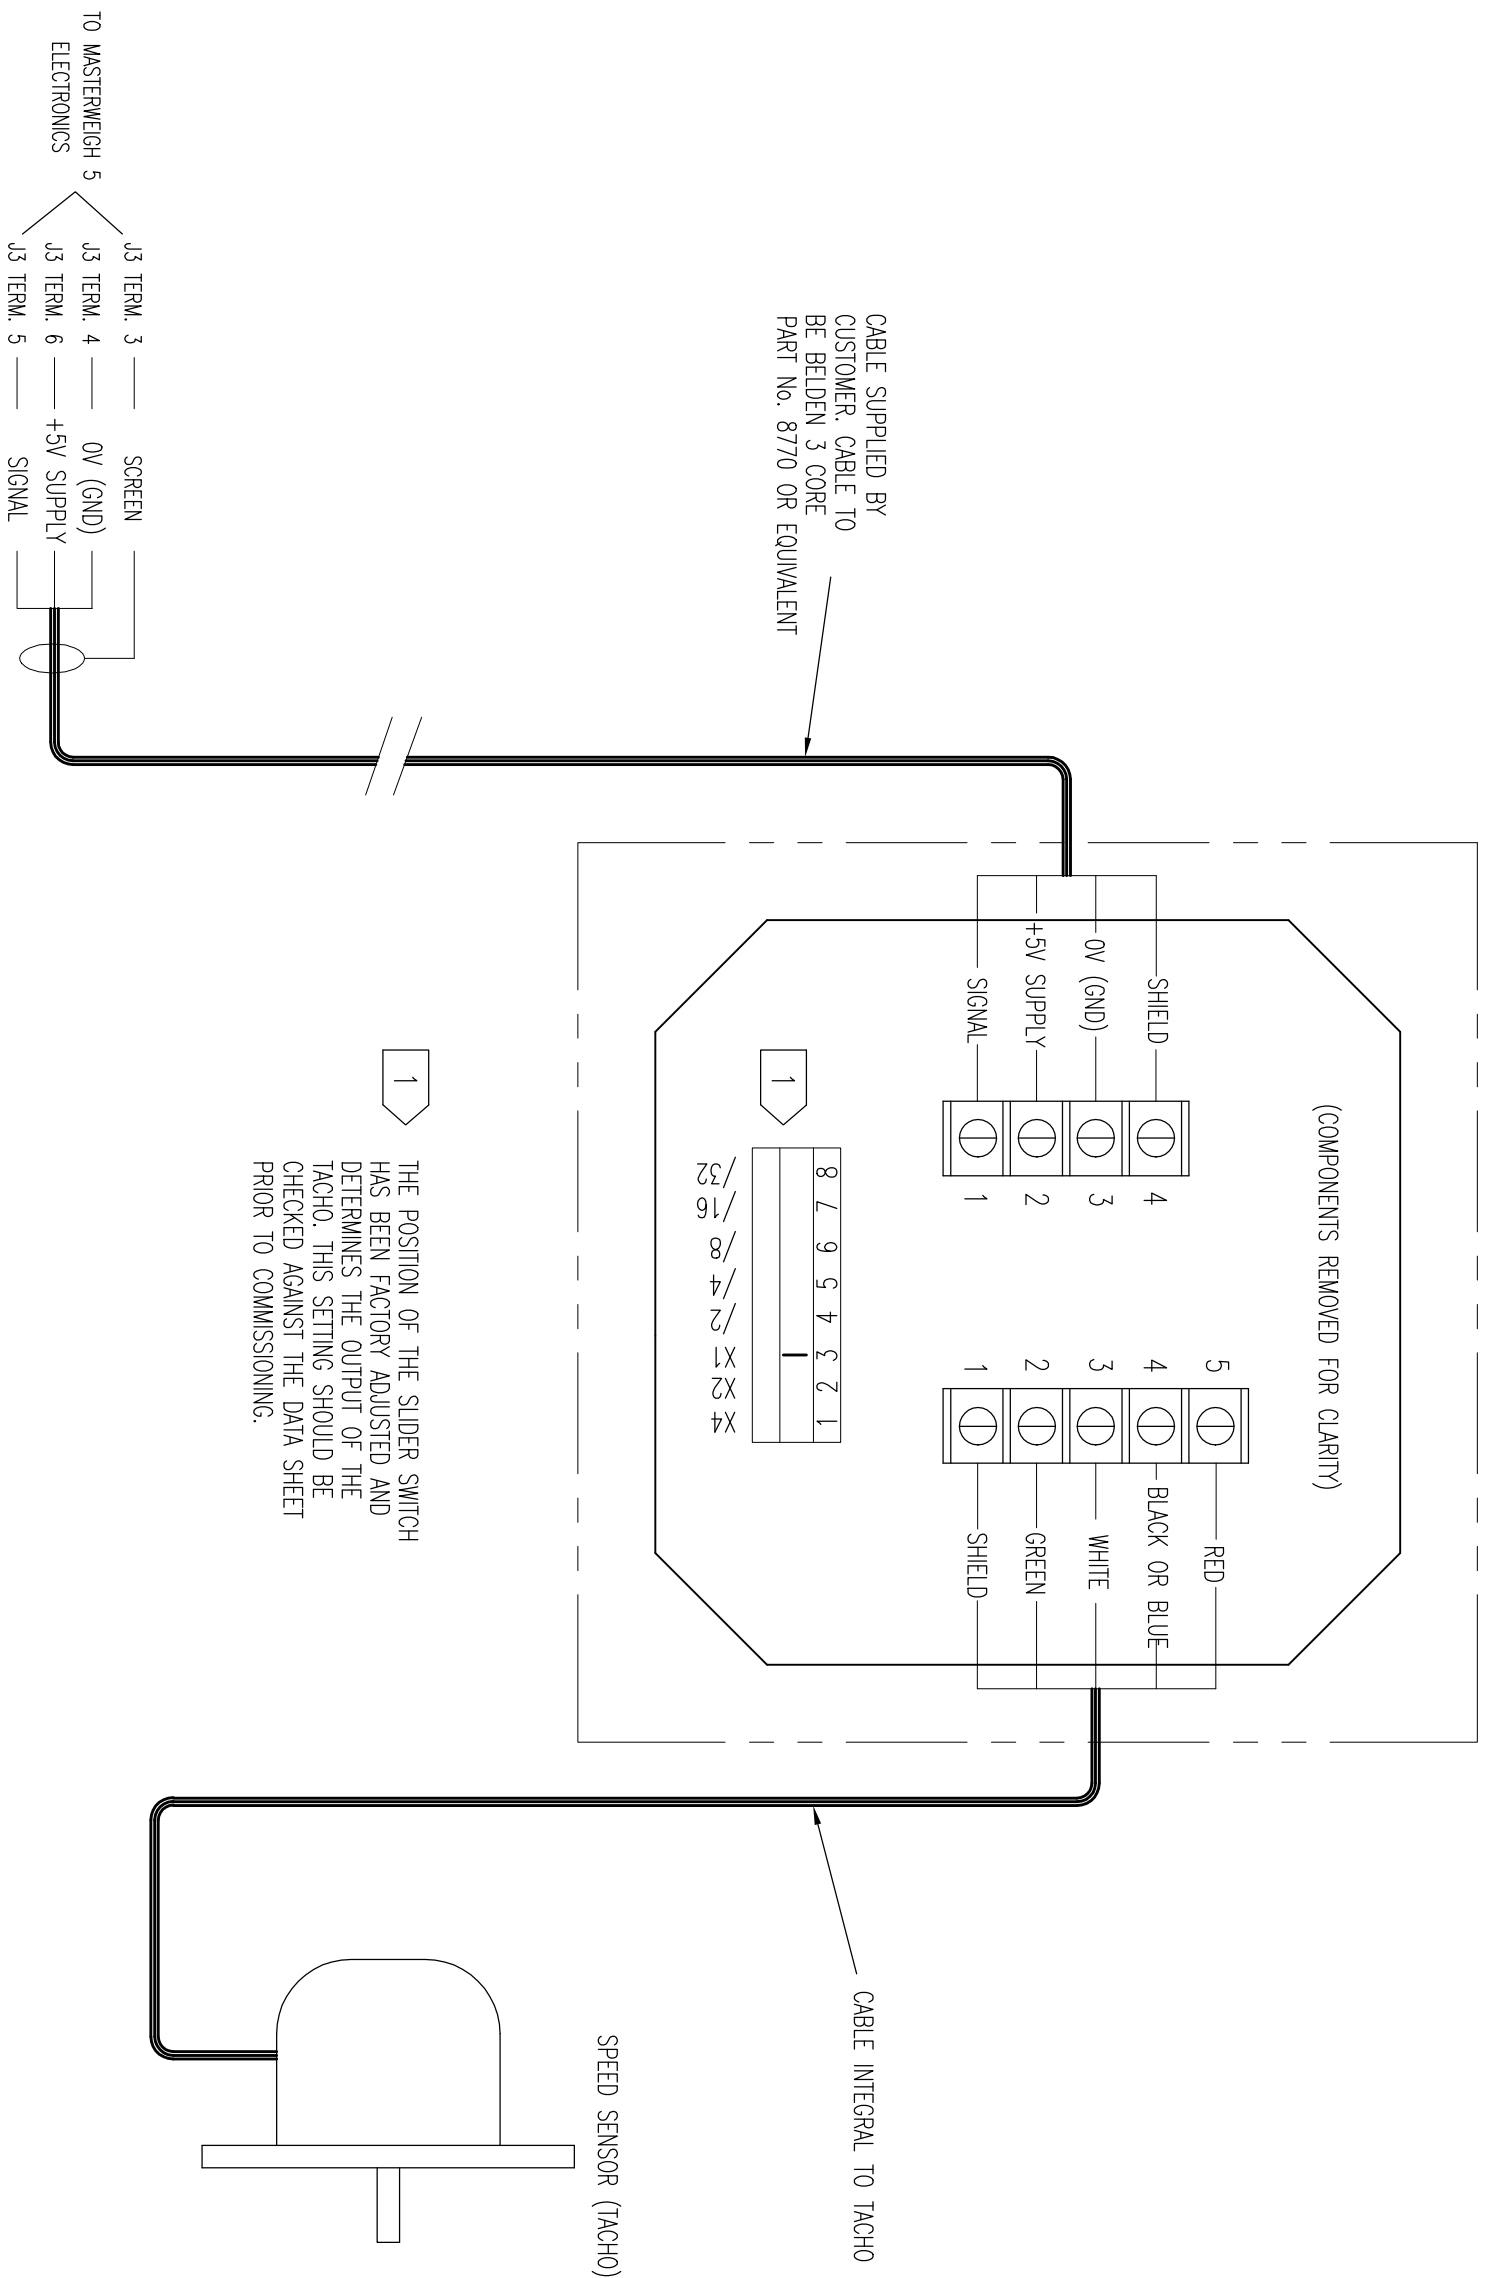 (COMPONENTS REMOVED FOR CLARITY)
SHIELD
0V (GND)
+5V SUPPLY
SIGNAL
4
3
2
1
5
4
3
2
1
RED
BLACK OR BLUE
WHITE
GREEN
SHIELD
CABLE SUPPLIED BY
CUSTOMER. CABLE TO
BE BELDEN 3 CORE
PART No. 8770 OR EQUIVALENT
CABLE INTEGRAL TO TACHO
1
8 7 6 5 4 3 2 1
/32 /16 /8 /4 /2 X1 X2 X4
SPEED SENSOR (TACHO)
1
THE POSITION OF THE SLIDER SWITCH
HAS BEEN FACTORY ADJUSTED AND
DETERMINES THE OUTPUT OF THE
TACHO. THIS SETTING SHOULD BE
CHECKED AGAINST THE DATA SHEET
PRIOR TO COMMISSIONING.
TO MASTERWEIGH 5
ELECTRONICS
J3 TERM. 3 SCREEN
J3 TERM. 4 0V (GND)
J3 TERM. 6 +5V SUPPLY
J3 TERM. 5 SIGNAL